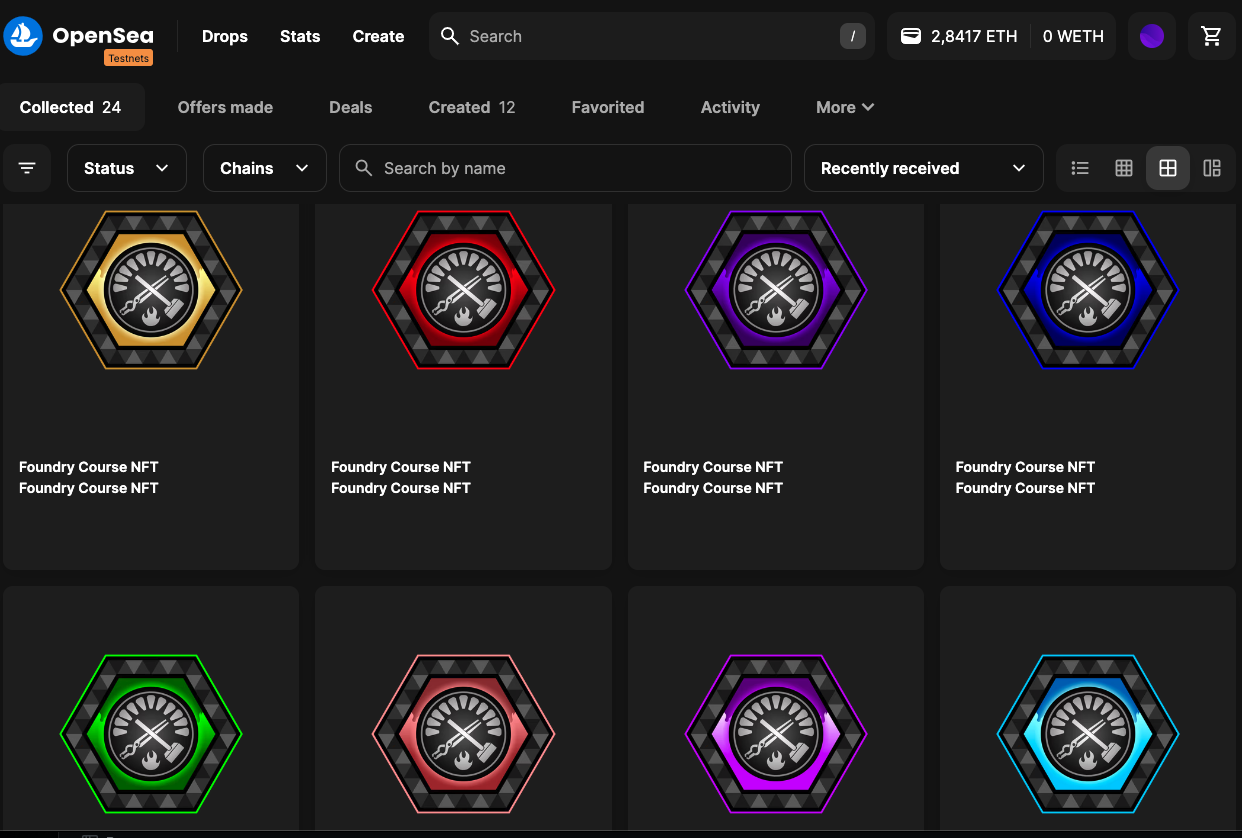 OpenSea Drops Stats Create Search / 2,8417 ETH 0 WETH
Testnets
Collected 24 Offers made Deals Created 12 Favorited Activity More
Status Chains Search by name Recently received
Foundry Course NFT Foundry Course NFT Foundry Course NFT Foundry Course NFT
Foundry Course NFT Foundry Course NFT Foundry Course NFT Foundry Course NFT